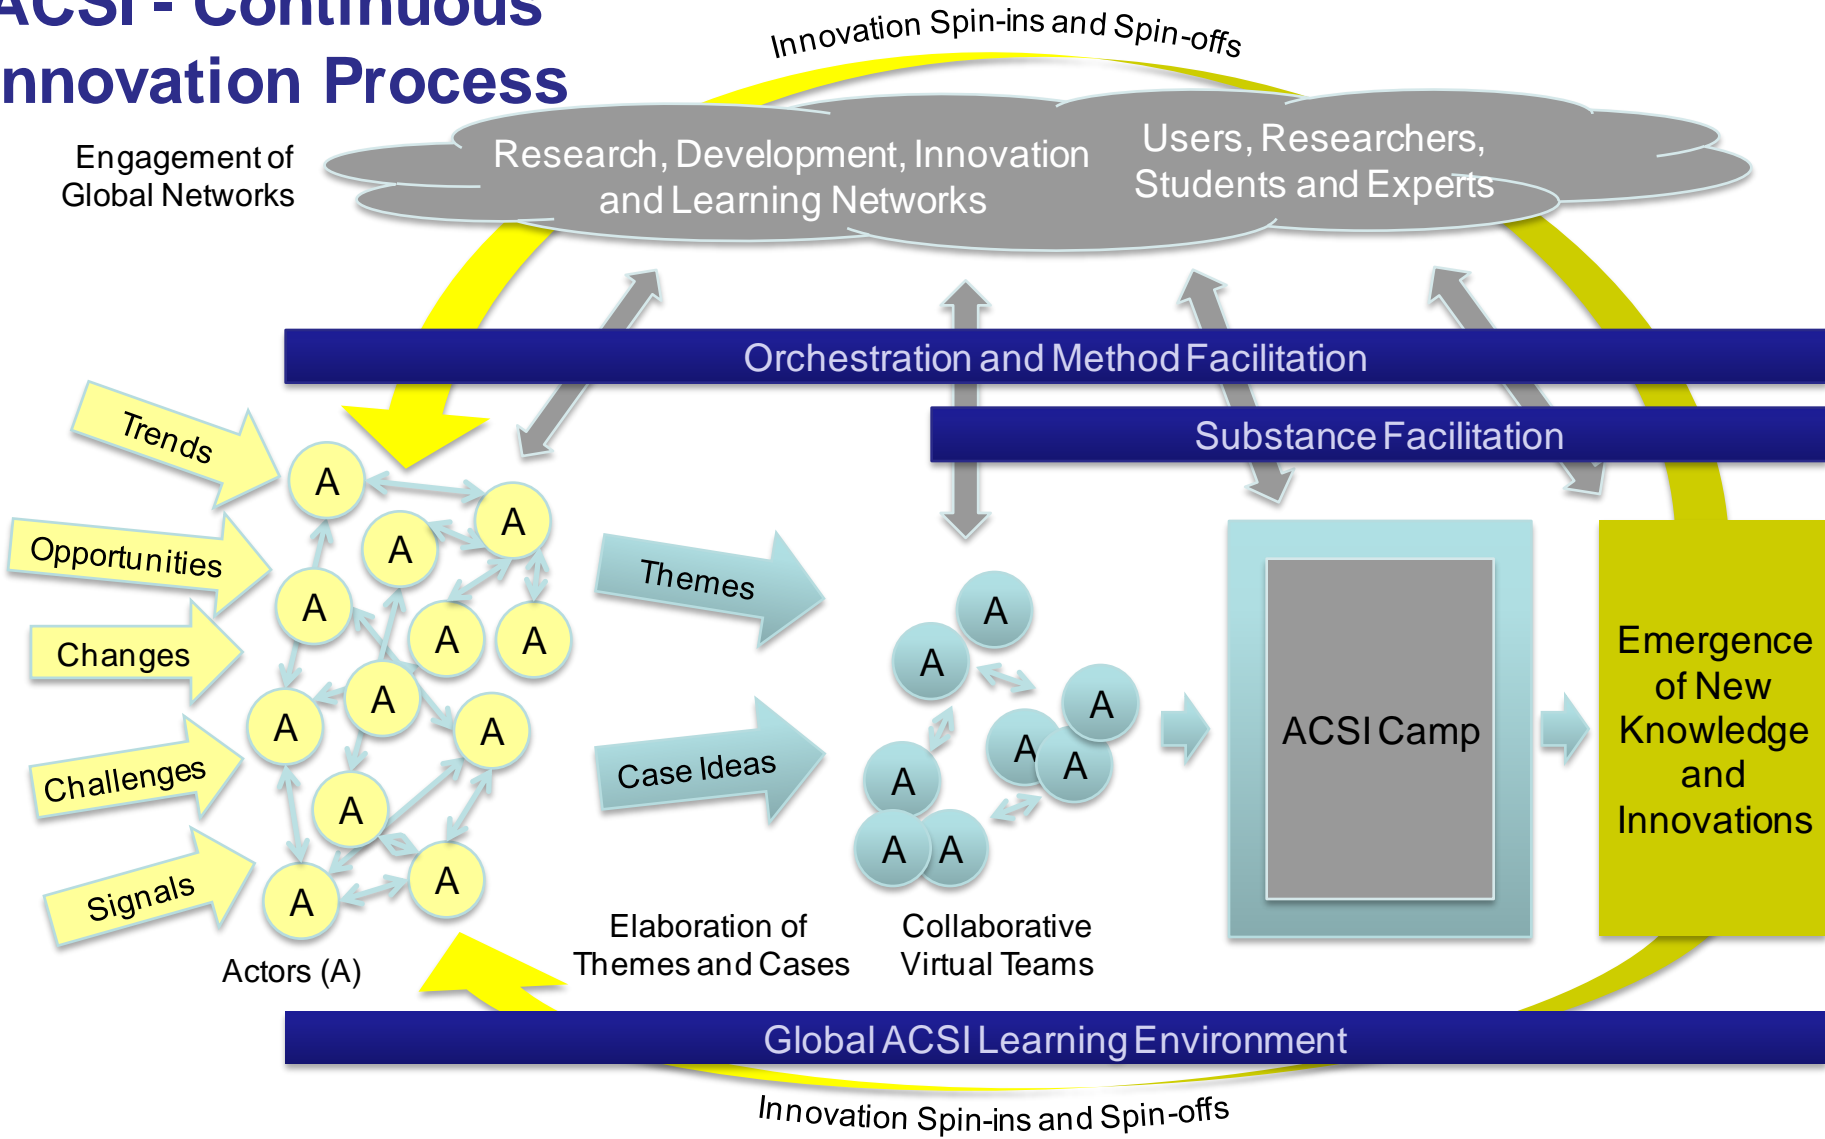 ACSI - Continuous
Innovation Process
Innovation Spin-ins and Spin-offs
Engagement of
Global Networks
Research, Development, Innovation
and Learning Networks
Users, Researchers,
Students and Experts
Orchestration and Method Facilitation
Substance Facilitation
Trends
Opportunities
Changes
Challenges
Signals
A
A
A
A
A
A
A
A
A
A
A
A
Actors (A)
Themes
Case Ideas
Elaboration of
Themes and Cases
A
A
A
A
A
A
A
A
Collaborative
Virtual Teams
ACSI Camp
Emergence
of New
Knowledge
and
Innovations
Global ACSI Learning Environment
Innovation Spin-ins and Spin-offs